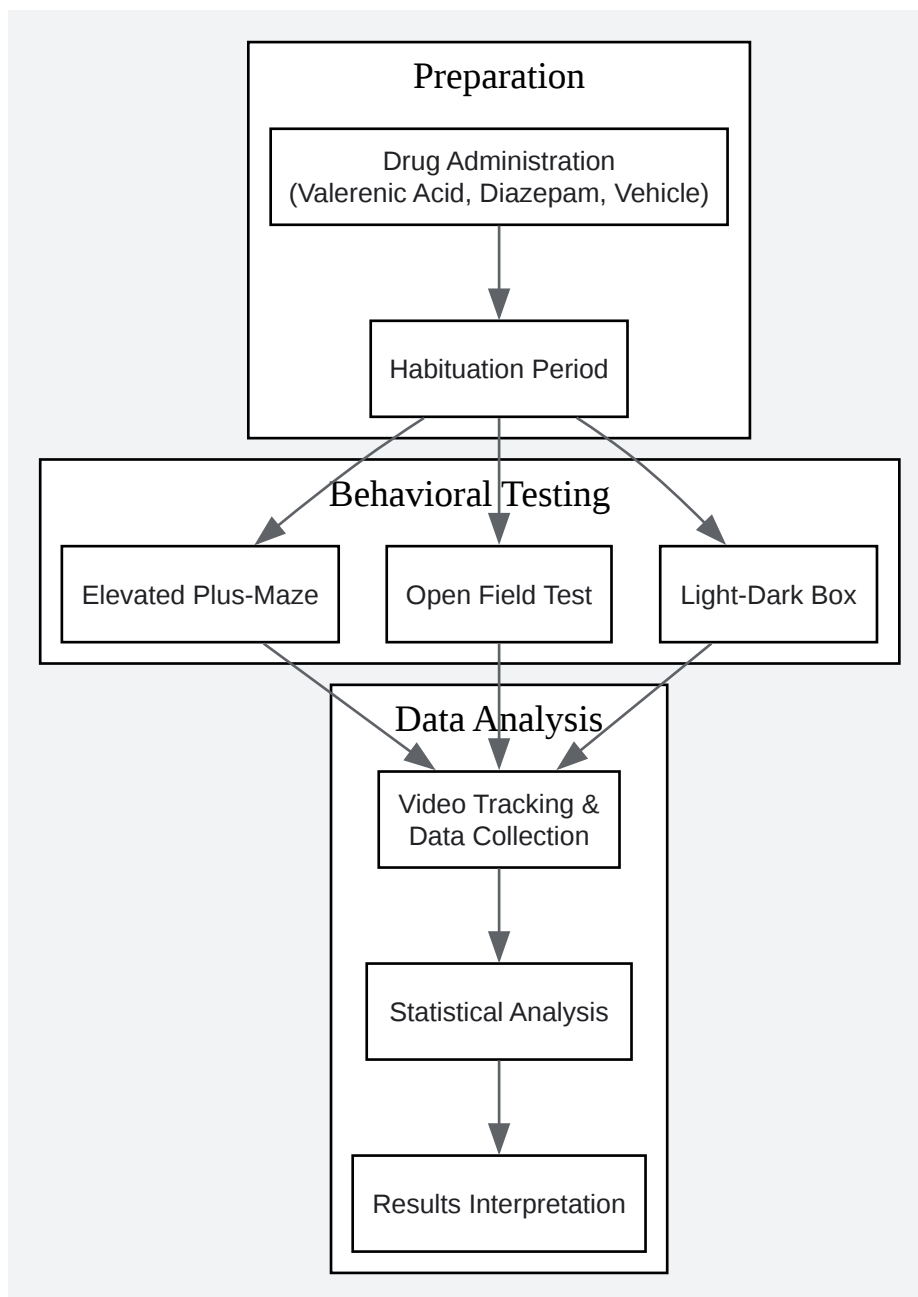 Preparation
Drug Administration
(Valerenic Acid, Diazepam, Vehicle)
Habituation Period
Behavioral Testing
Elevated Plus-Maze
Open Field Test
Light-Dark Box
Data Analysis
Video Tracking &
Data Collection
Statistical Analysis
Results Interpretation